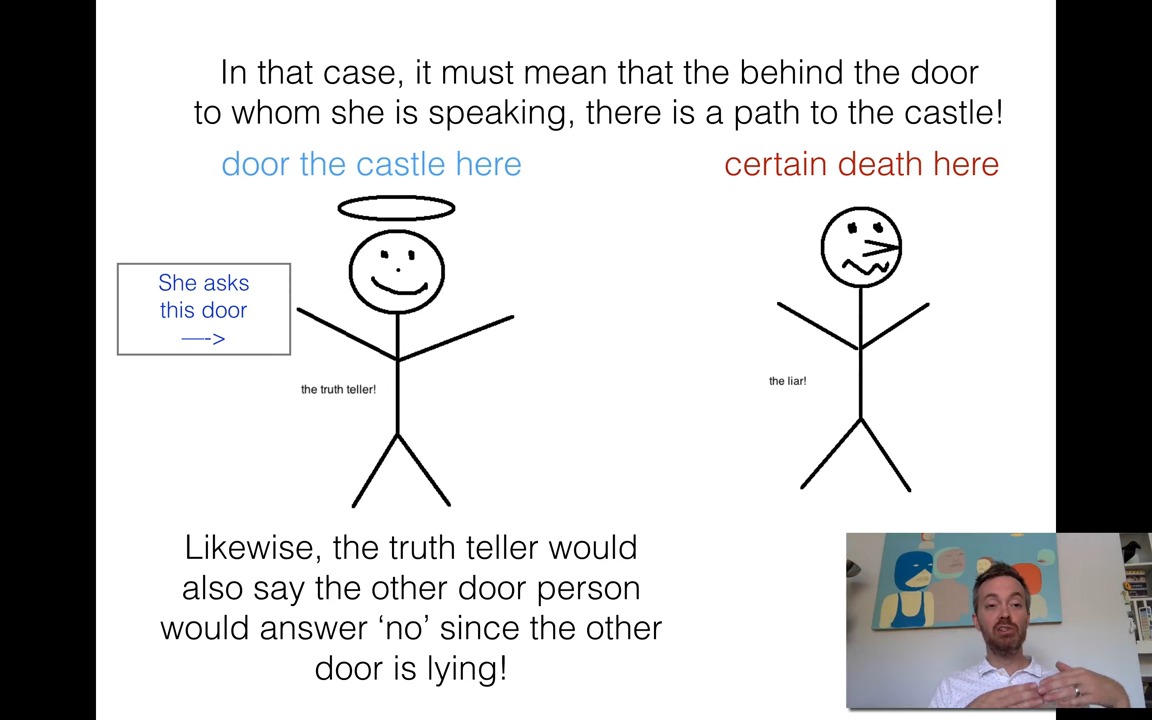 In that case, it must mean that the behind the door
to whom she is speaking, there is a path to the castle!
door the castle here
certain death here
She asks
this door
—->
the truth teller!
the liar!
Likewise, the truth teller would
also say the other door person
would answer ‘no’ since the other
door is lying!